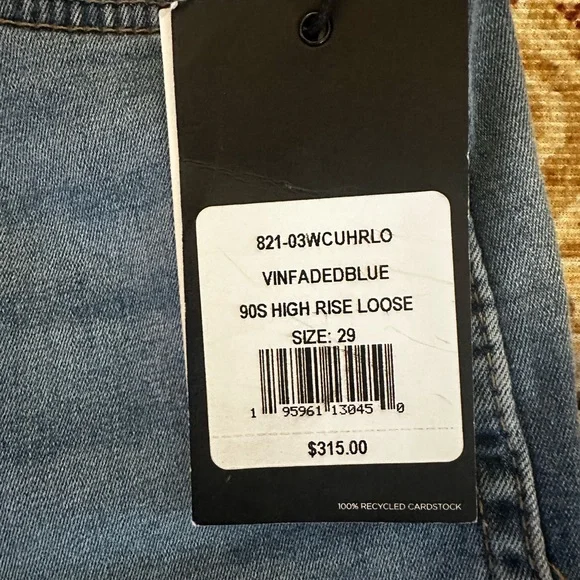 821-03WCUHRLO
VINFADEDBLUE
90S HIGH RISE LOOSE
SIZE: 29
1 95961 13045 0
$315.00
100% RECYCLED CARDSTOCK